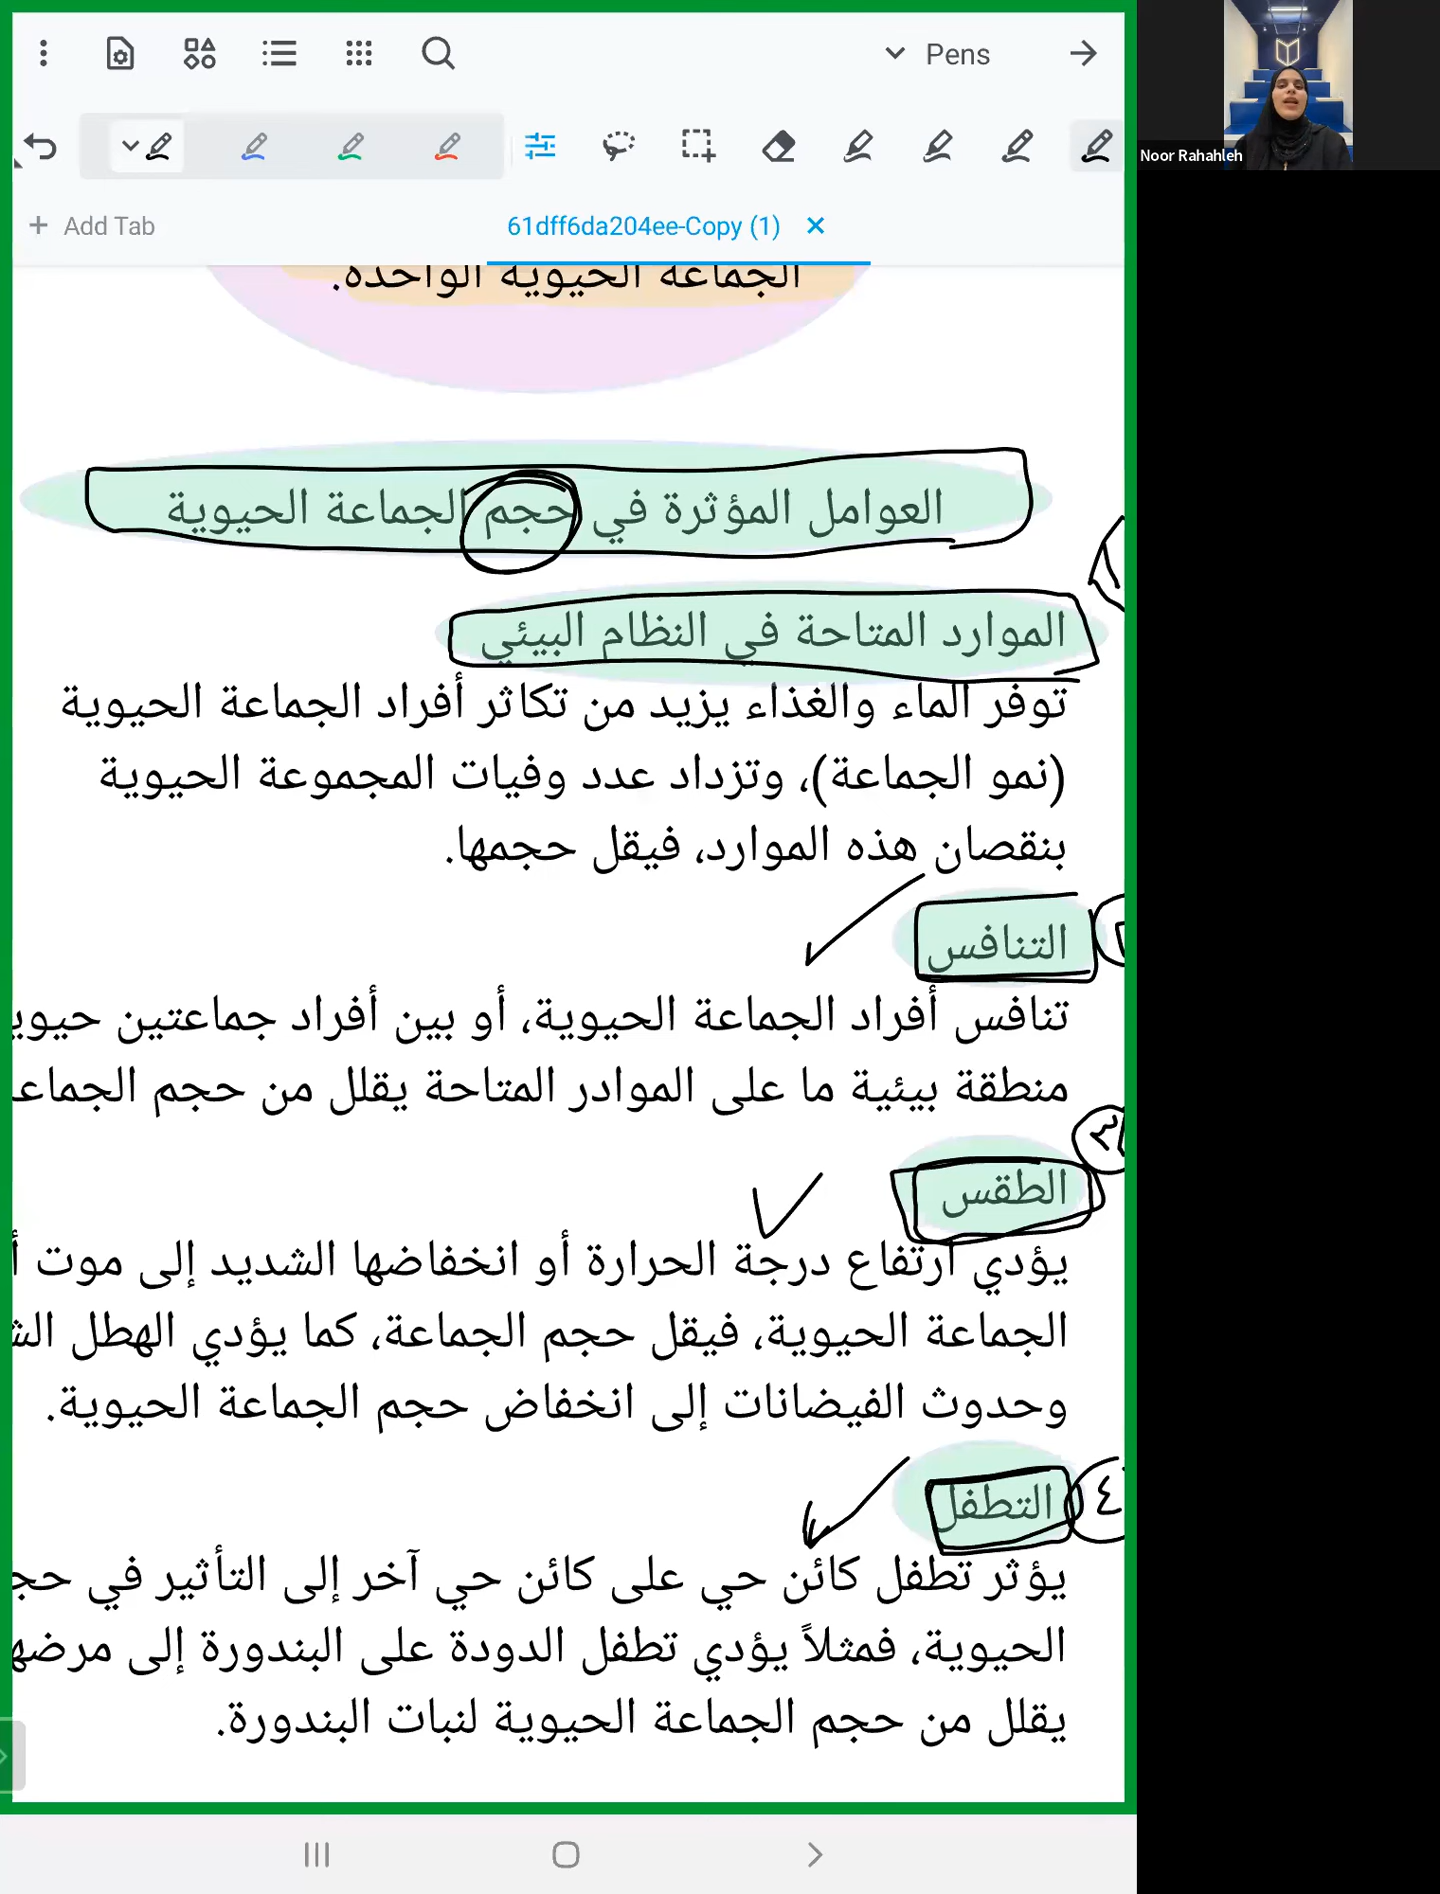 Pens
Noor Rahahleh
Add Tab
61dff6da204ee-Copy (1)
الجماعة الحيوية الواحدة.
العوامل المؤثرة في حجم الجماعة الحيوية
الموارد المتاحة في النظام البيئي
توفر الماء والغذاء يزيد من تكاثر أفراد الجماعة الحيوية
(نمو الجماعة)، وتزداد عدد وفيات المجموعة الحيوية
بنقصان هذه الموارد، فيقل حجمها.
التنافس
تنافس أفراد الجماعة الحيوية، أو بين أفراد جماعتين
منطقة بيئية ما على الموادر المتاحة يقلل من حجم
٣
الطقس
يؤدي ارتفاع درجة الحرارة أو انخفاضها الشديد إلى موت
الجماعة الحيوية، فيقل حجم الجماعة، كما يؤدي الهطل
وحدوث الفيضانات إلى انخفاض حجم الجماعة الحيوية.
٤
التطفل
يؤثر تطفل كائن حي على كائن حي آخر إلى التأثير في
الحيوية، فمثلاً يؤدي تطفل الدودة على البندورة إلى
يقلل من حجم الجماعة الحيوية لنبات البندورة.